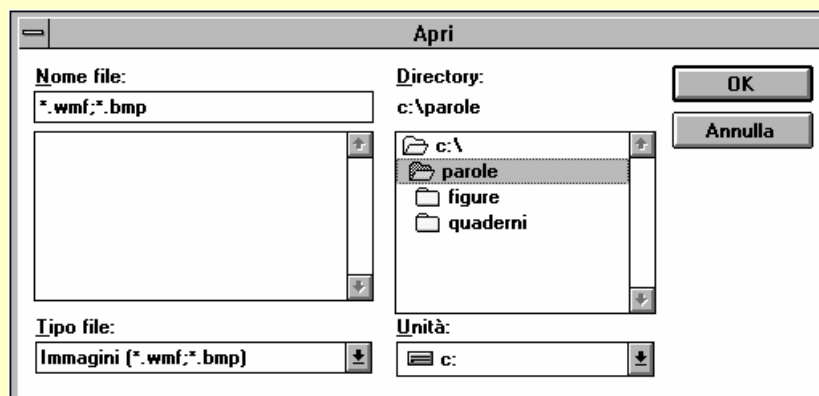 Apri
Nome file:
*.wmf;*.bmp
Directory:
c:\parole
c:\
parole
figure
quaderni
OK
Annulla
Tipo file:
Immagini (*.wmf;*.bmp)
Unità:
c: